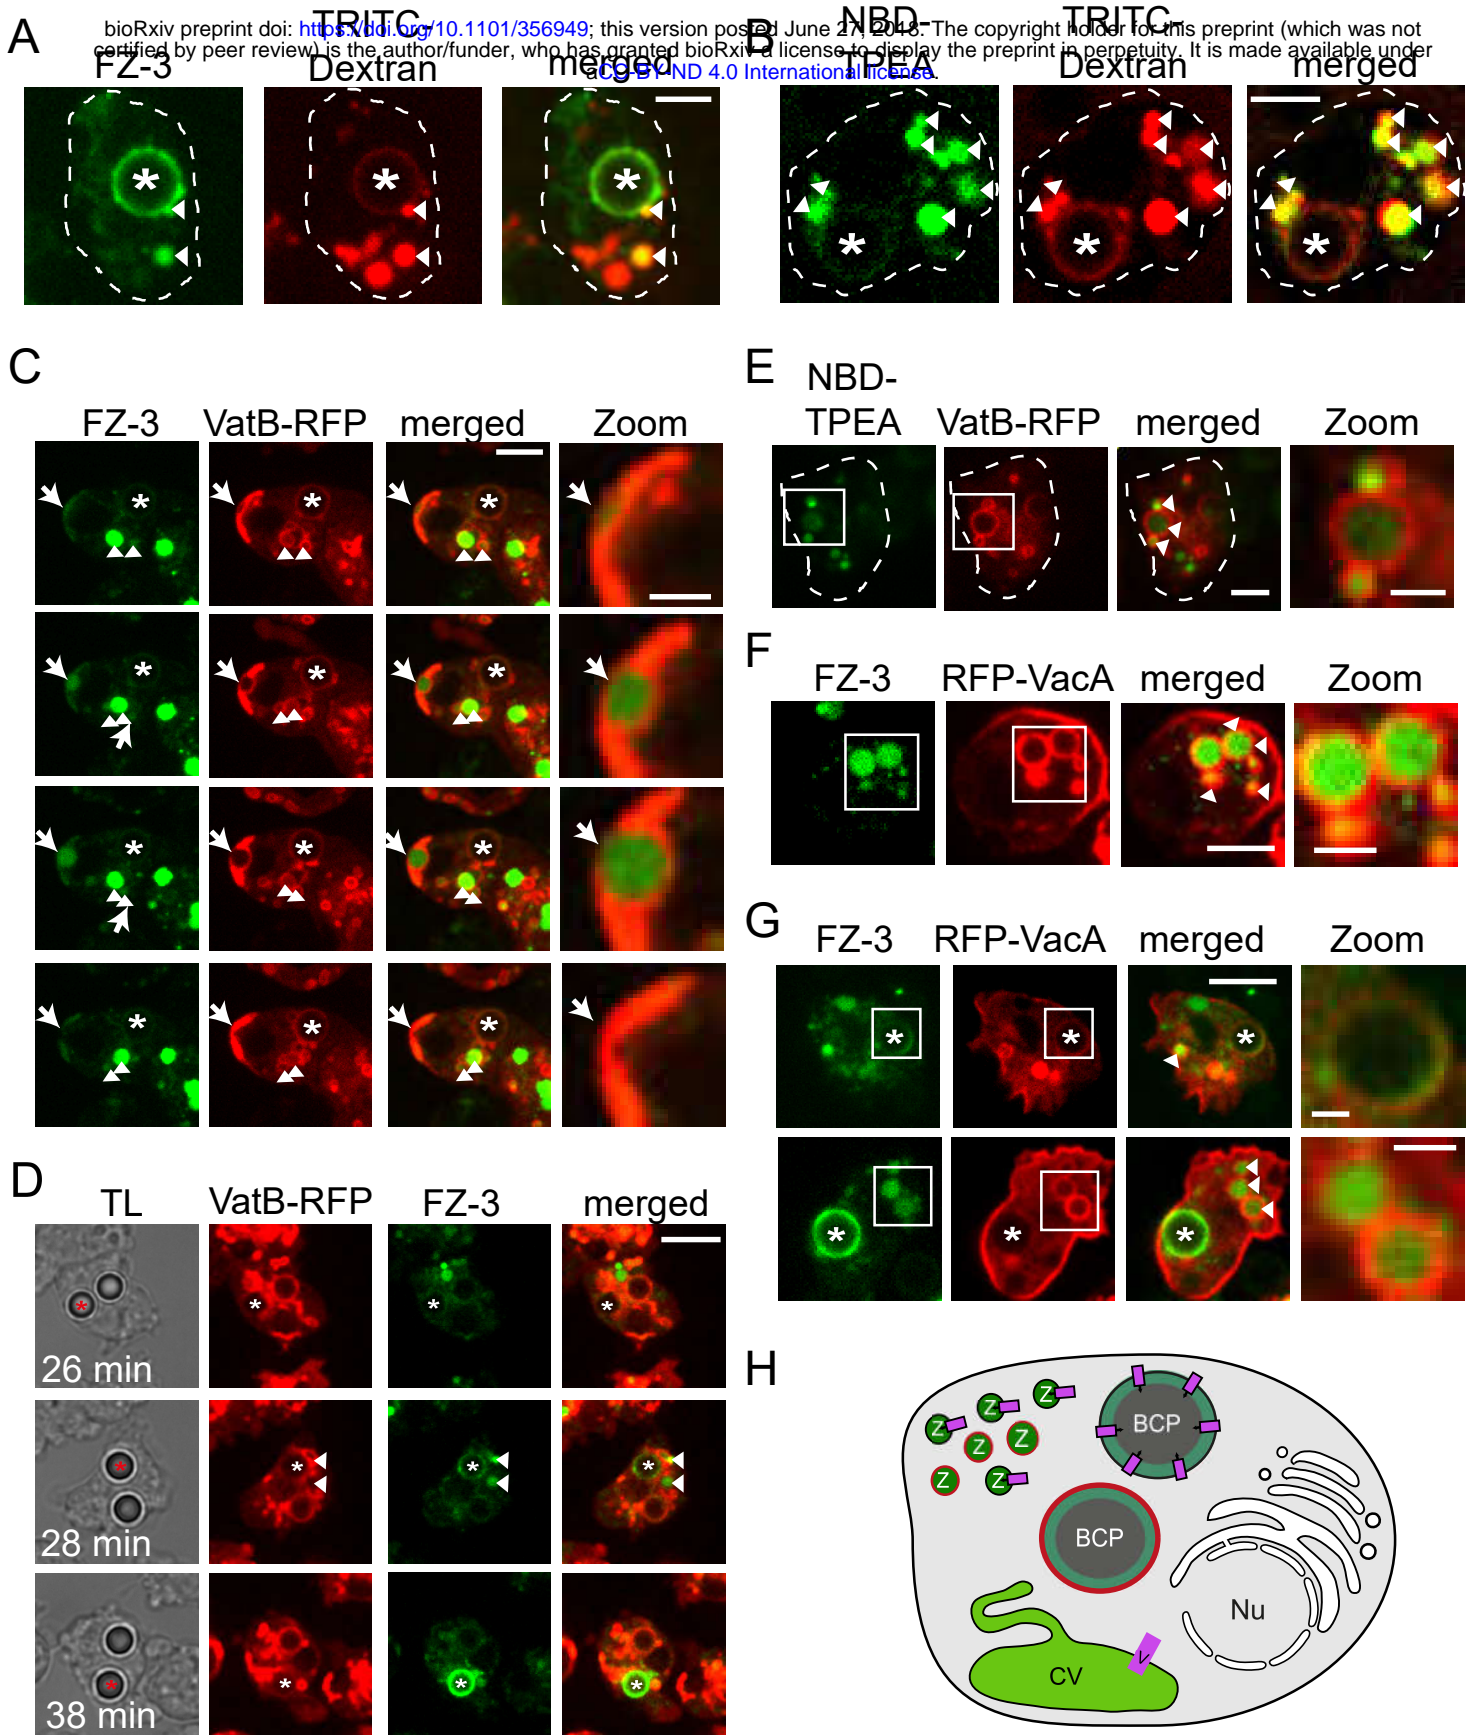 bioRxiv preprint doi: https://doi.org/10.1101/356949; this version posted June 27, 2018. The copyright holder for this preprint (which was not
certified by peer review) is the author/funder, who has granted bioRxiv a license to display the preprint in perpetuity. It is made available under
aCC-BY-ND 4.0 International license.
A
FZ-3
TRITC-
Dextran
merged
*
*
*
B
NBD-
TPEA
TRITC-
Dextran
merged
*
*
*
C
FZ-3 VatB-RFP merged Zoom
* * *
* * *
* * *
* * *
D
TL VatB-RFP FZ-3 merged
* * * *
26 min
* * * *
28 min
* * * *
38 min
E
NBD-
TPEA VatB-RFP merged Zoom
F
FZ-3 RFP-VacA merged Zoom
G
FZ-3 RFP-VacA merged Zoom
* * *
* * *
H
Z
Z
Z
Z
Z
Z
Z
BCP
BCP
Nu
CV
V